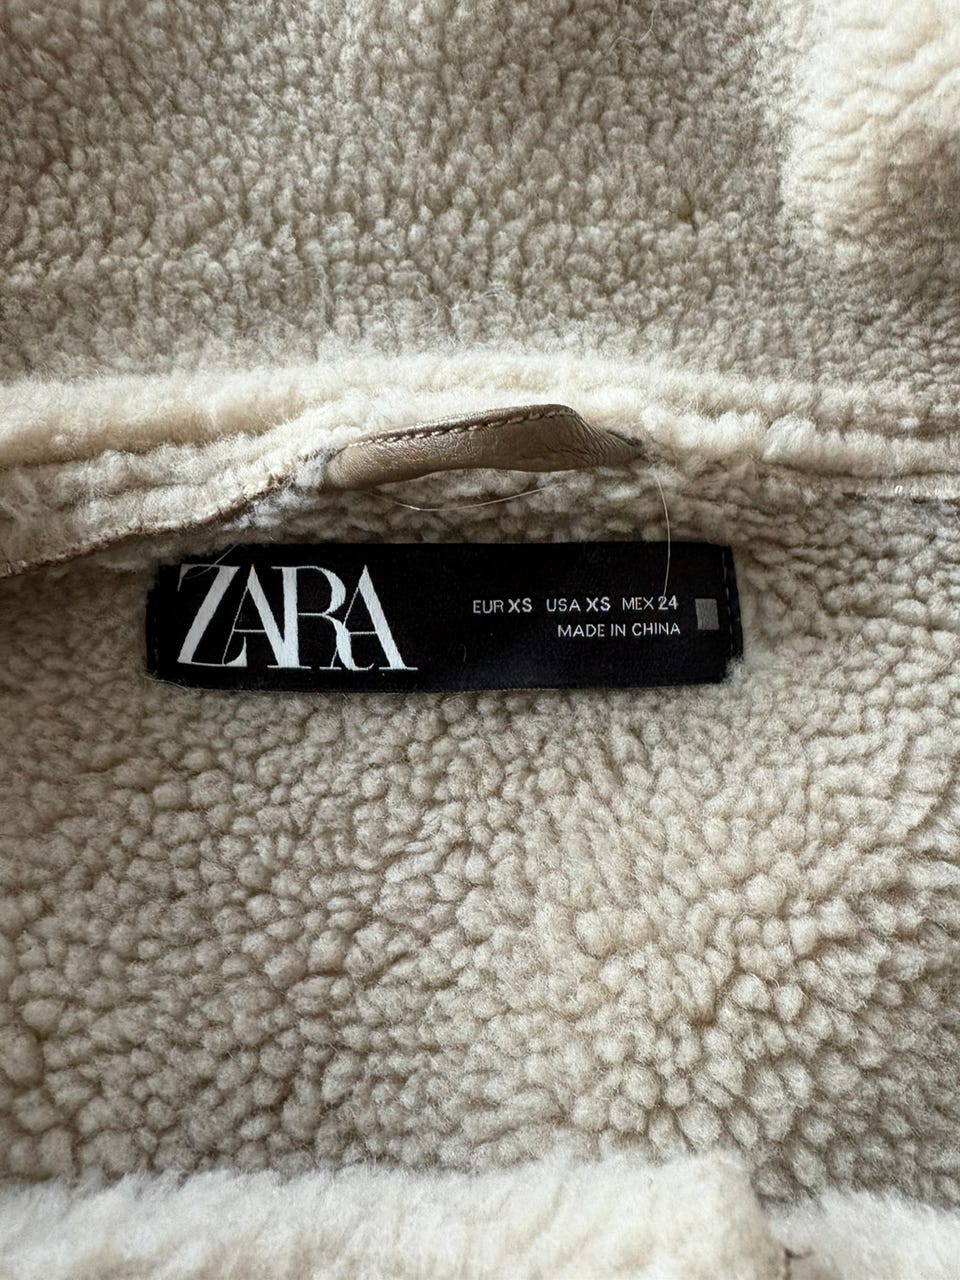 ZARA
EUR XS USA XS MEX 24
MADE IN CHINA